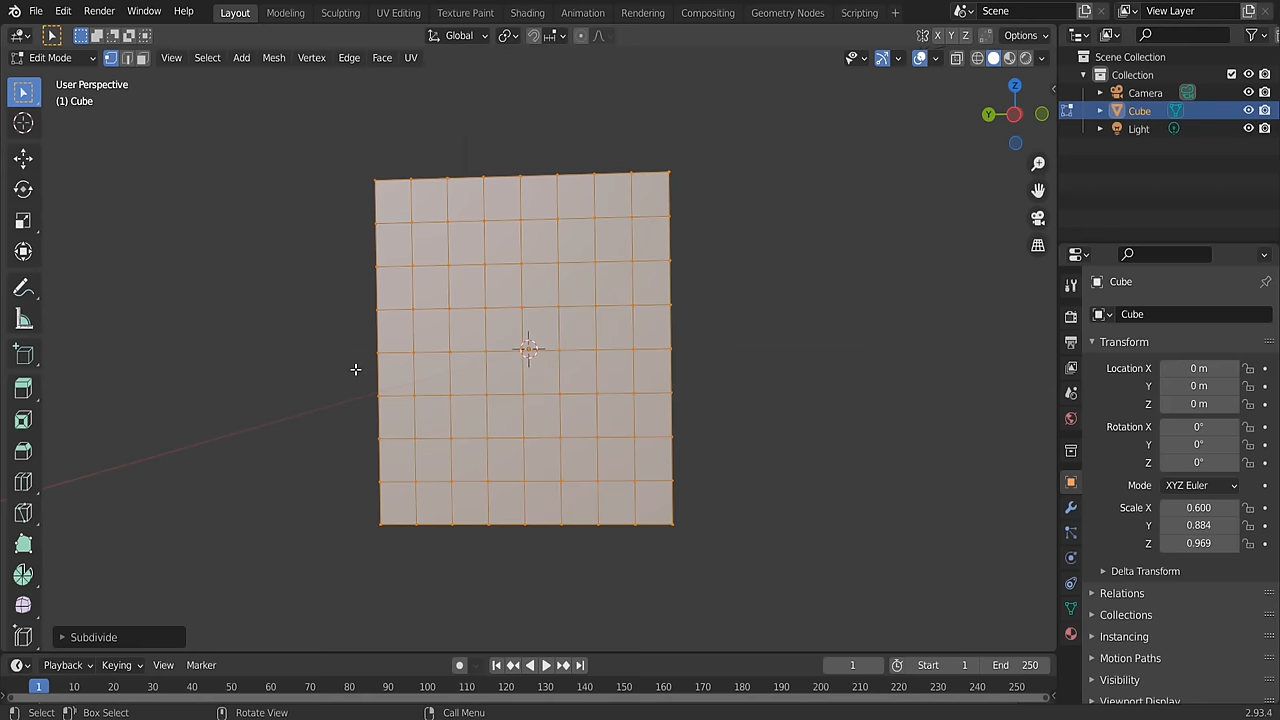 File Edit Render Window Help Layout Modeling Sculpting UV Editing Texture Paint Shading Animation Rendering Compositing Geometry Nodes Scripting + Scene View Layer
Global X Y Z Options
Edit Mode View Select Add Mesh Vertex Edge Face UV
User Perspective
(1) Cube
Z
Y
Subdivide
Scene Collection
Collection
Camera
Cube
Light
Cube
Cube
Transform
Location X 0 m
Y 0 m
Z 0 m
Rotation X 0°
Y 0°
Z 0°
Mode XYZ Euler
Scale X 0.600
Y 0.884
Z 0.969
Delta Transform
Relations
Collections
Instancing
Motion Paths
Visibility
Viewport Display
Playback Keying View Marker 1 Start 1 End 250
1 10 20 30 40 50 60 70 80 90 100 110 120 130 140 150 160 170 180 190 200 210 220 230 240 250
Select Box Select Rotate View Call Menu 2.93.4